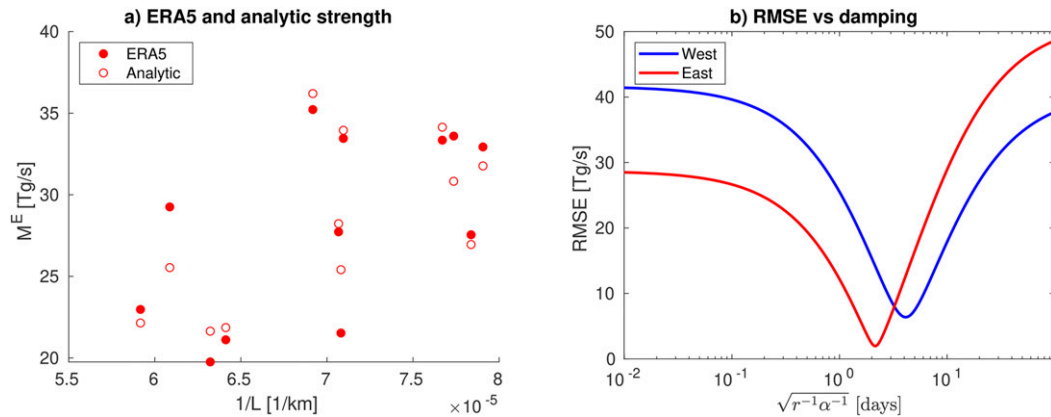 a) ERA5 and analytic strength
40
35
30
25
20
M^E [Tg/s]
ERA5
Analytic
5.5 6 6.5 7 7.5 8
1/L [1/km] × 10^-5
b) RMSE vs damping
50
40
30
20
10
0
RMSE [Tg/s]
West
East
10^-2 10^-1 10^0 10^1
√r^-1α^-1 [days]